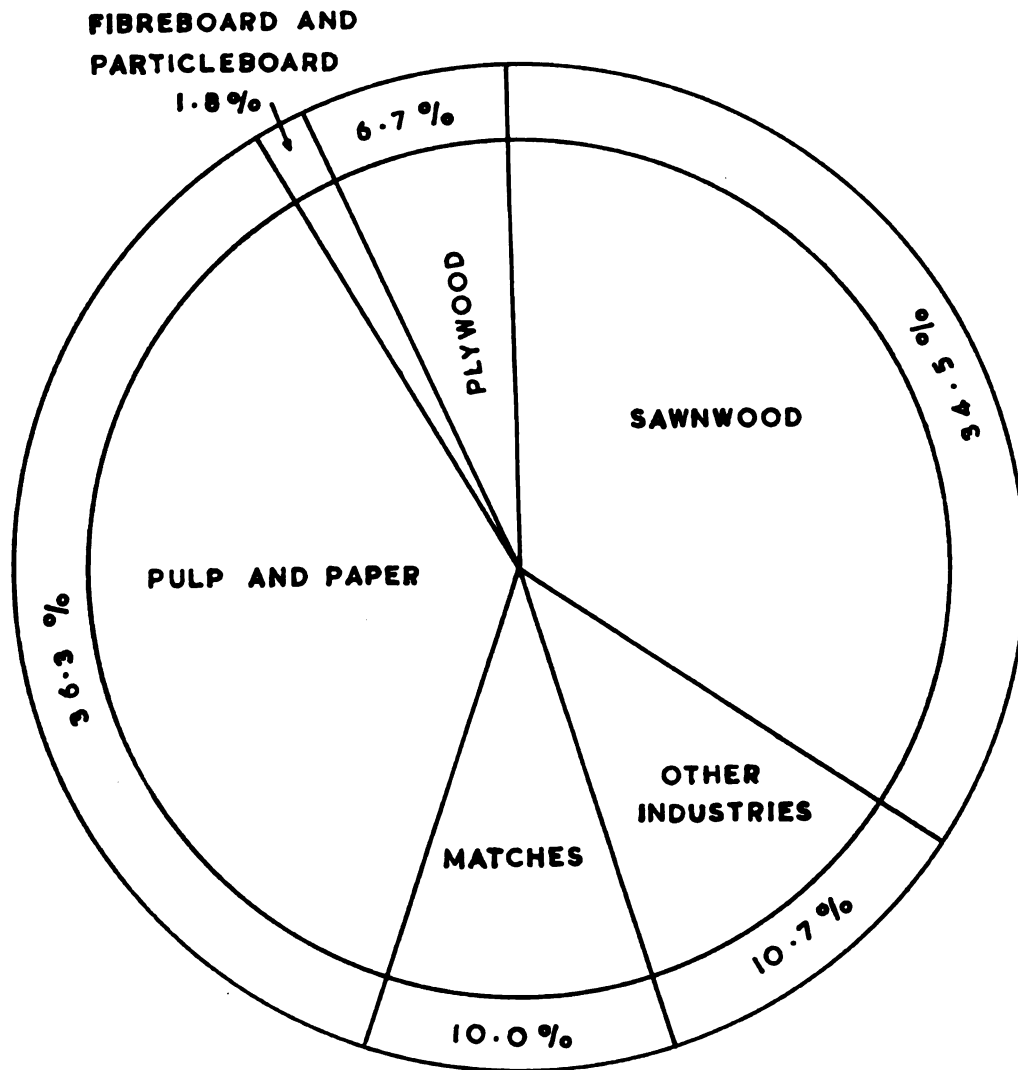 FIBREBOARD AND
PARTICLEBOARD
1.8%
6.7%
PLYWOOD
34.5%
SAWNWOOD
PULP AND PAPER
36.3%
OTHER
INDUSTRIES
MATCHES
10.7%
10.0%